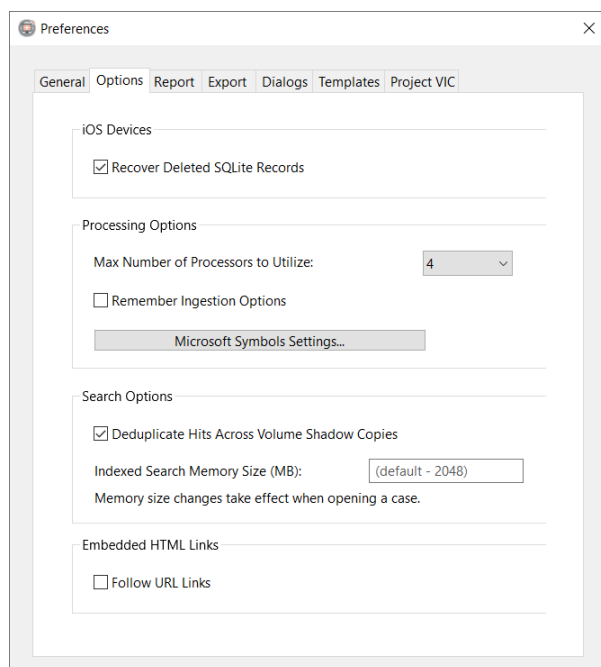 Preferences
General Options Report Export Dialogs Templates Project VIC
iOS Devices
Recover Deleted SQLite Records
Processing Options
Max Number of Processors to Utilize: 4
Remember Ingestion Options
Microsoft Symbols Settings...
Search Options
Deduplicate Hits Across Volume Shadow Copies
Indexed Search Memory Size (MB): (default - 2048)
Memory size changes take effect when opening a case.
Embedded HTML Links
Follow URL Links